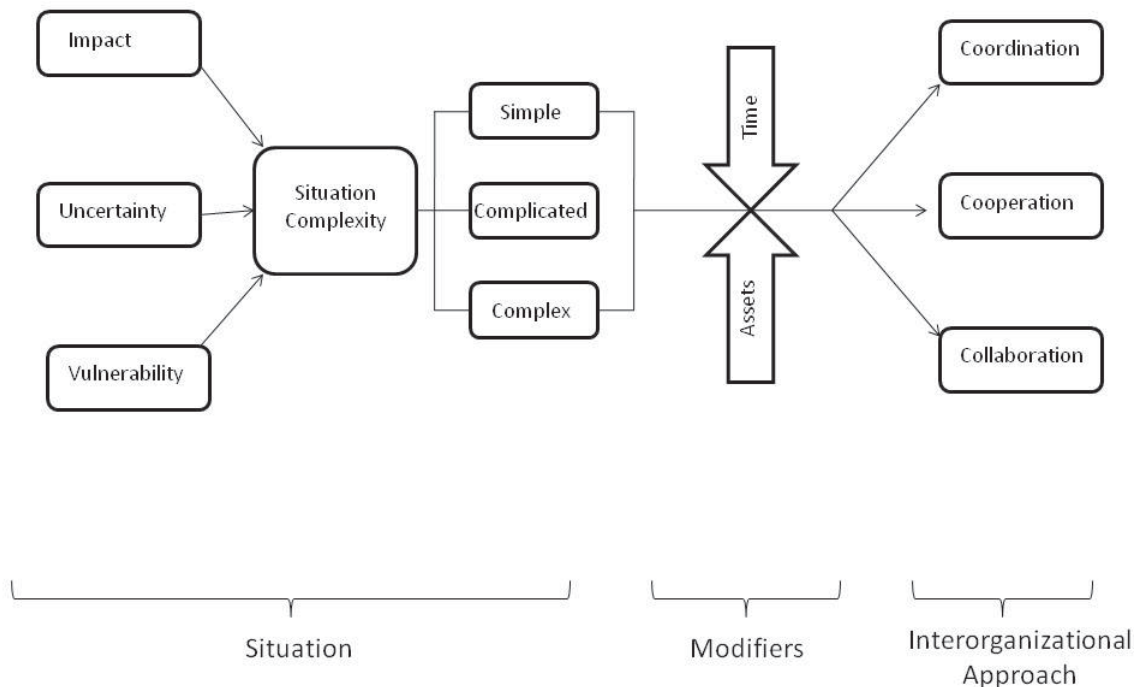 Impact
Uncertainty
Vulnerability
Situation
Complexity
Simple
Complicated
Complex
Time
Assets
Coordination
Cooperation
Collaboration
Situation
Modifiers
Interorganizational
Approach